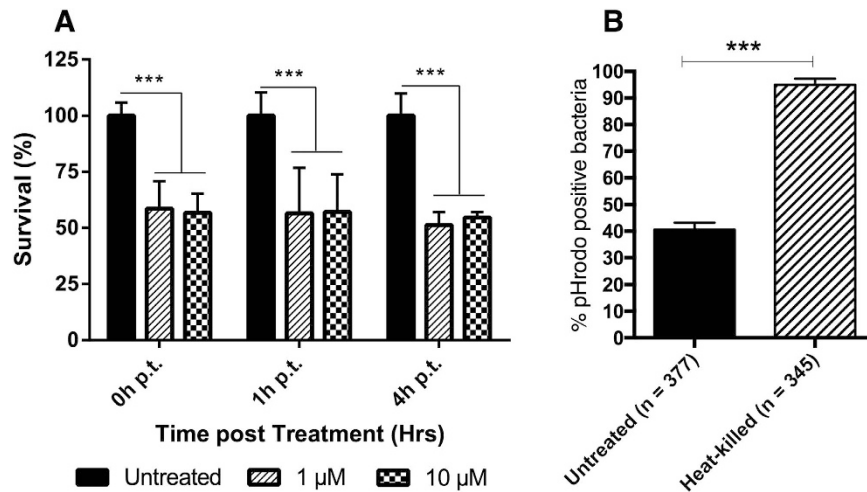 A
Survival (%)
125
100
75
50
25
0
***
***
***
0h p.t.
1h p.t.
4h p.t.
Time post Treatment (Hrs)
Untreated
1 µM
10 µM
B
% pHrodo positive bacteria
100
90
80
70
60
50
40
30
20
10
0
***
Untreated (n = 377)
Heat-killed (n = 345)